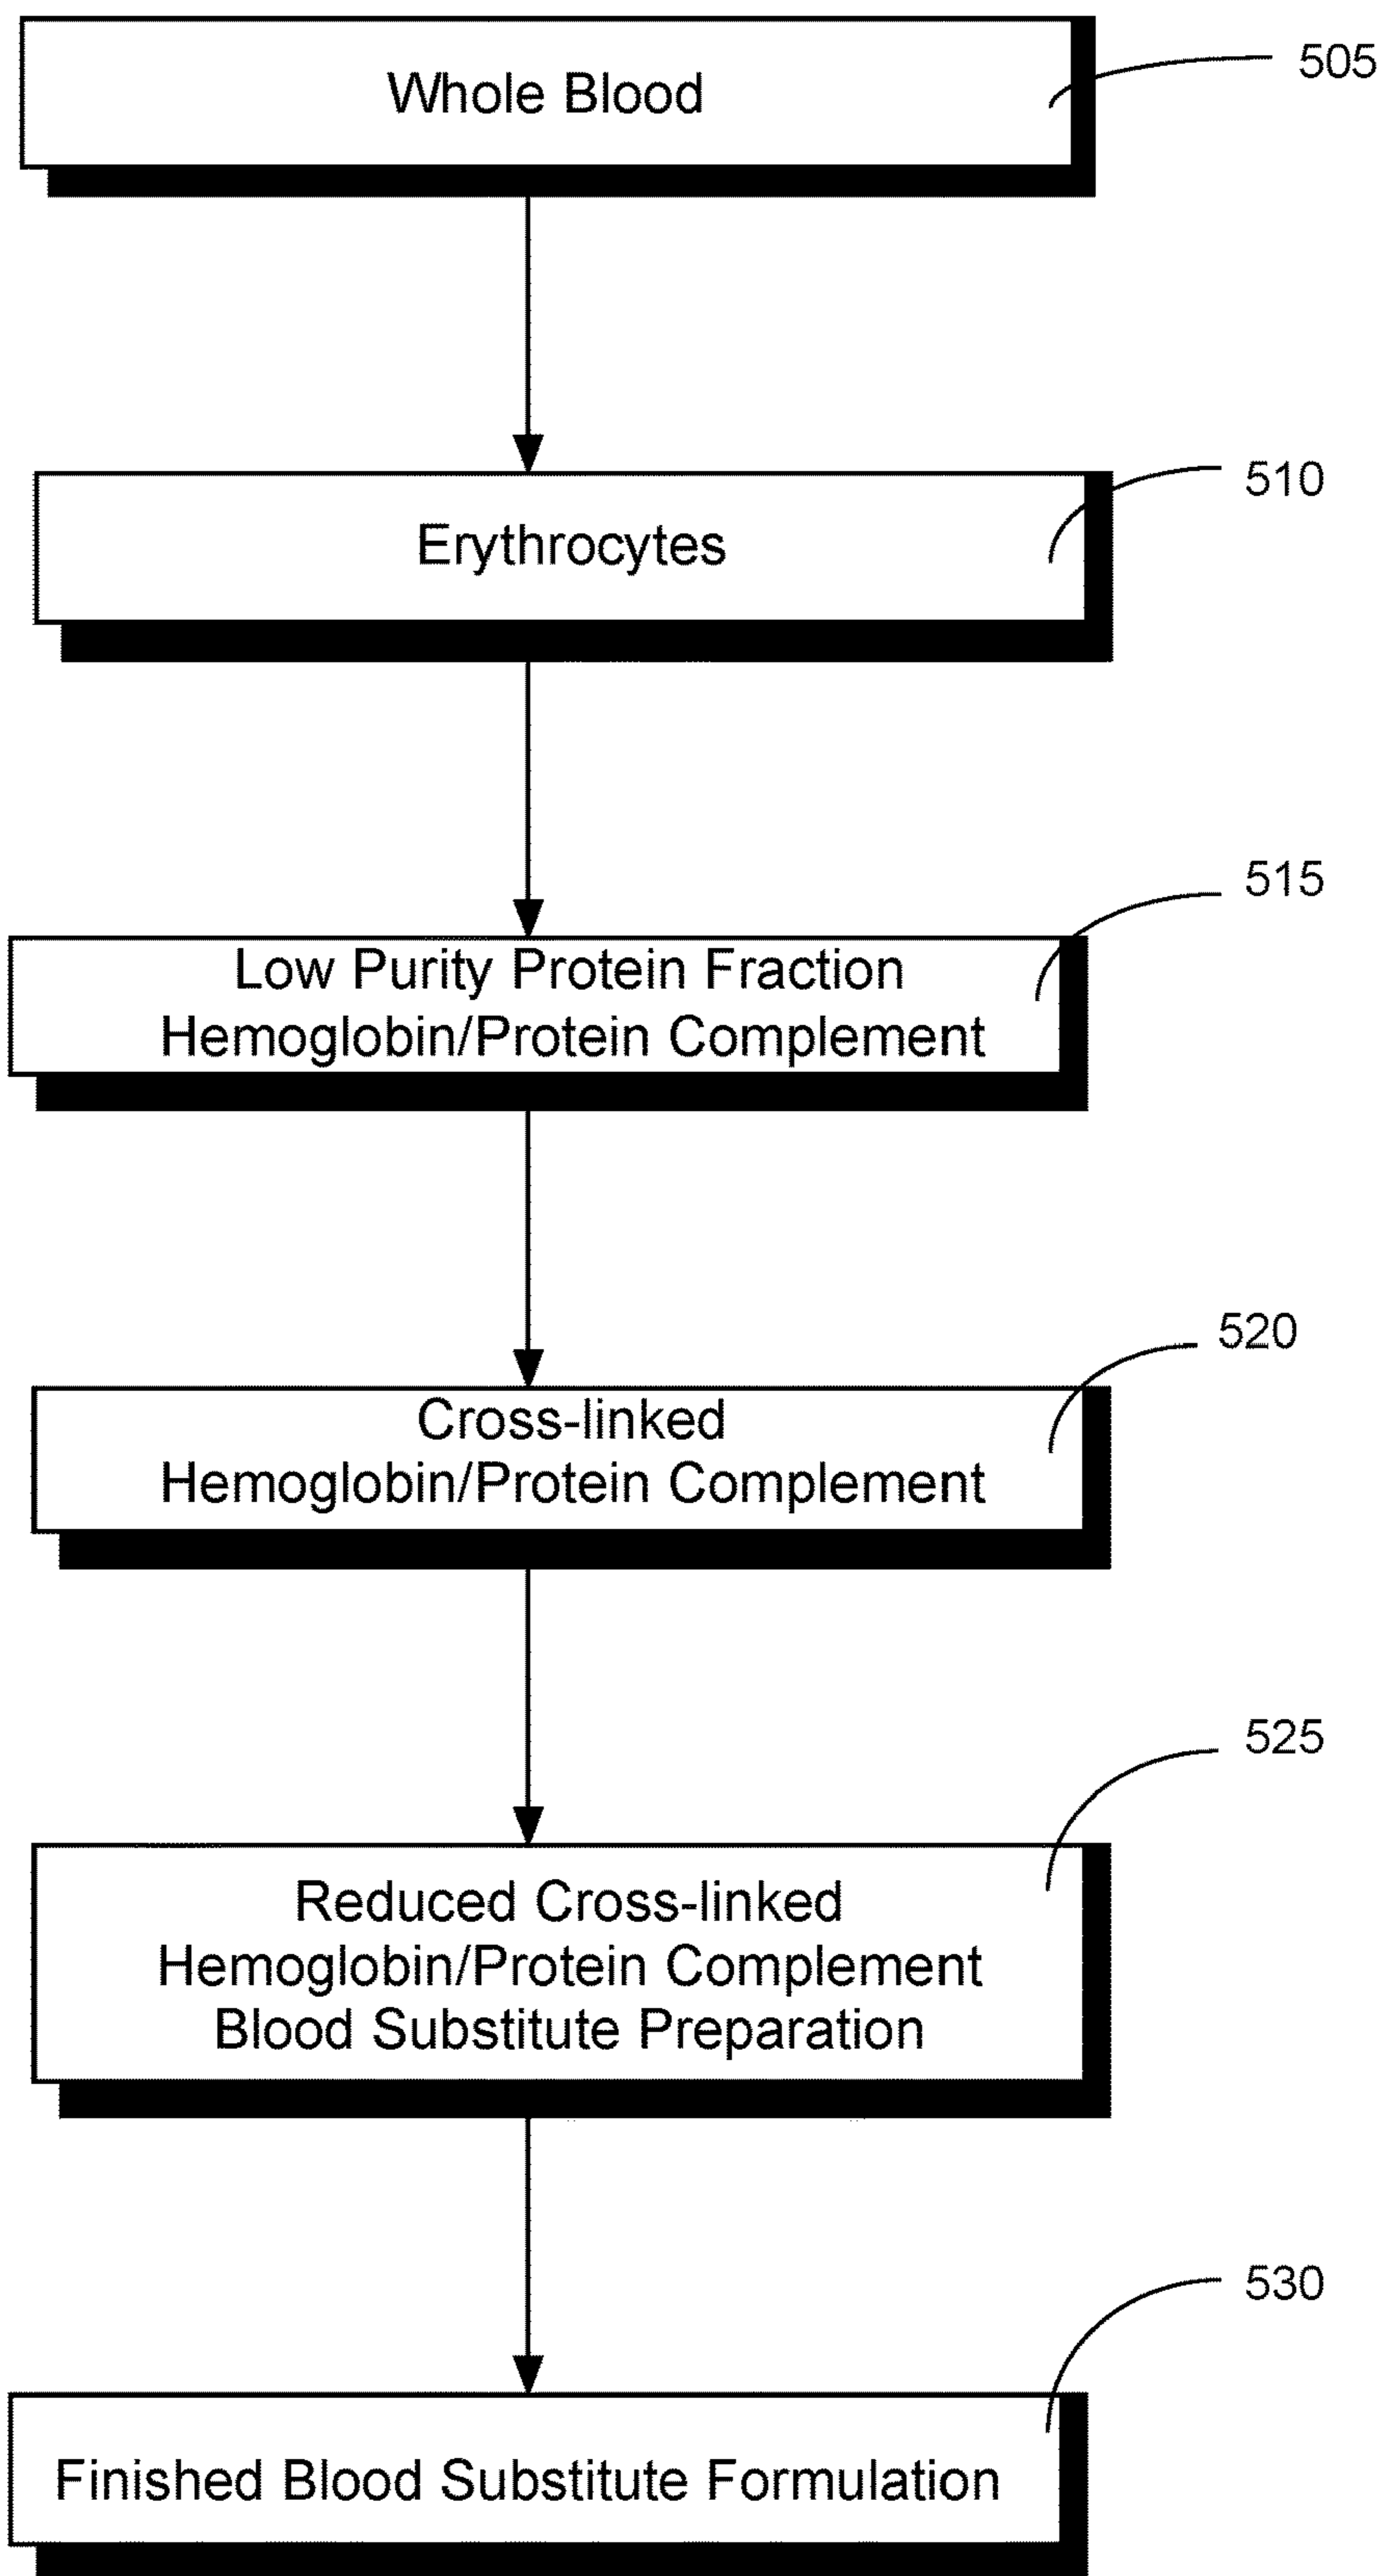 Whole Blood
505
Erythrocytes
510
515
Low Purity Protein Fraction
Hemoglobin/Protein Complement
520
Cross-linked
Hemoglobin/Protein Complement
525
Reduced Cross-linked
Hemoglobin/Protein Complement
Blood Substitute Preparation
530
Finished Blood Substitute Formulation